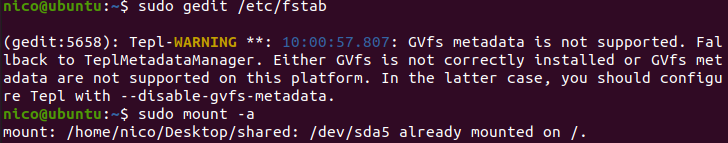 nico@ubuntu:~$ sudo gedit /etc/fstab
(gedit:5658): Tepl-WARNING **: 10:00:57.807: GVfs metadata is not supported. Fal
lback to TeplMetadataManager. Either GVfs is not correctly installed or GVfs met
adata are not supported on this platform. In the latter case, you should configu
re Tepl with --disable-gvfs-metadata.
nico@ubuntu:~$ sudo mount -a
mount: /home/nico/Desktop/shared: /dev/sda5 already mounted on /.